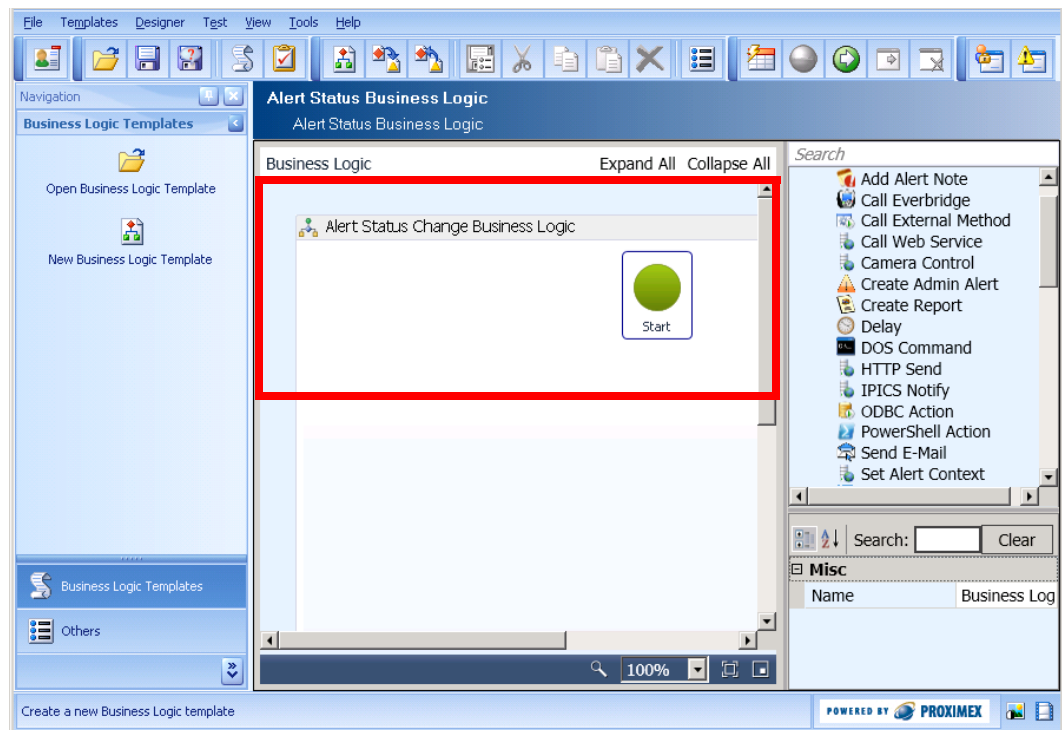 File Templates Designer Test View Tools Help
Navigation
Business Logic Templates
Open Business Logic Template
New Business Logic Template
Business Logic Templates
Others
Alert Status Business Logic
Alert Status Business Logic
Business Logic Expand All Collapse All
Alert Status Change Business Logic
Start
100%
Search
Add Alert Note
Call Everbridge
Call External Method
Call Web Service
Camera Control
Create Admin Alert
Create Report
Delay
DOS Command
HTTP Send
IPICS Notify
ODBC Action
PowerShell Action
Send E-Mail
Set Alert Context
Search: Clear
Misc
Name Business Log
Create a new Business Logic template
POWERED BY PROXIMEX